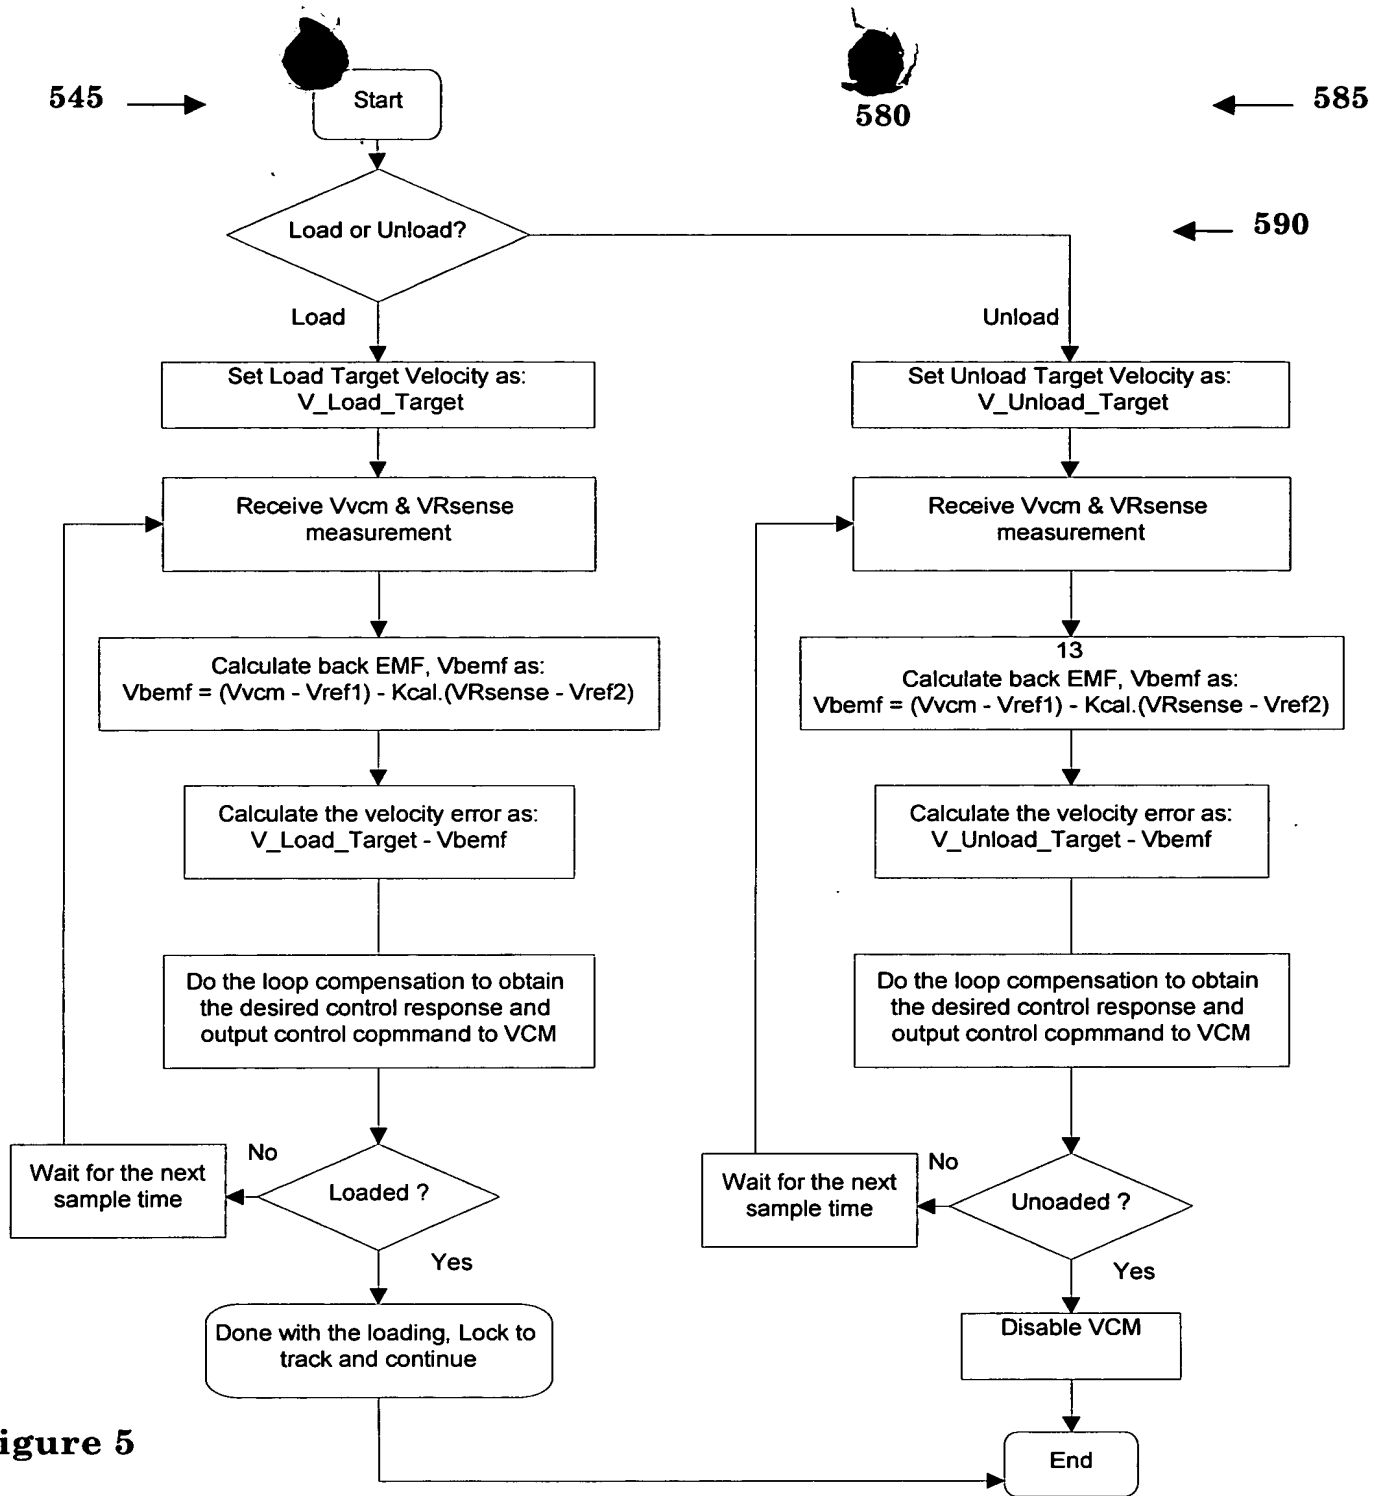 545
Start
580
585
Load or Unload?
590
Load
Unload
Set Load Target Velocity as:
V_Load_Target
Set Unload Target Velocity as:
V_Unload_Target
Receive Vvcm & VRsense
measurement
Receive Vvcm & VRsense
measurement
Calculate back EMF, Vbemf as:
Vbemf = (Vvcm - Vref1) - Kcal.(VRsense - Vref2)
13
Calculate back EMF, Vbemf as:
Vbemf = (Vvcm - Vref1) - Kcal.(VRsense - Vref2)
Calculate the velocity error as:
V_Load_Target - Vbemf
Calculate the velocity error as:
V_Unload_Target - Vbemf
Do the loop compensation to obtain
the desired control response and
output control copmmand to VCM
Do the loop compensation to obtain
the desired control response and
output control copmmand to VCM
No
Wait for the next
sample time
Loaded ?
Yes
No
Wait for the next
sample time
Unoaded ?
Yes
Done with the loading, Lock to
track and continue
Disable VCM
End
igure 5